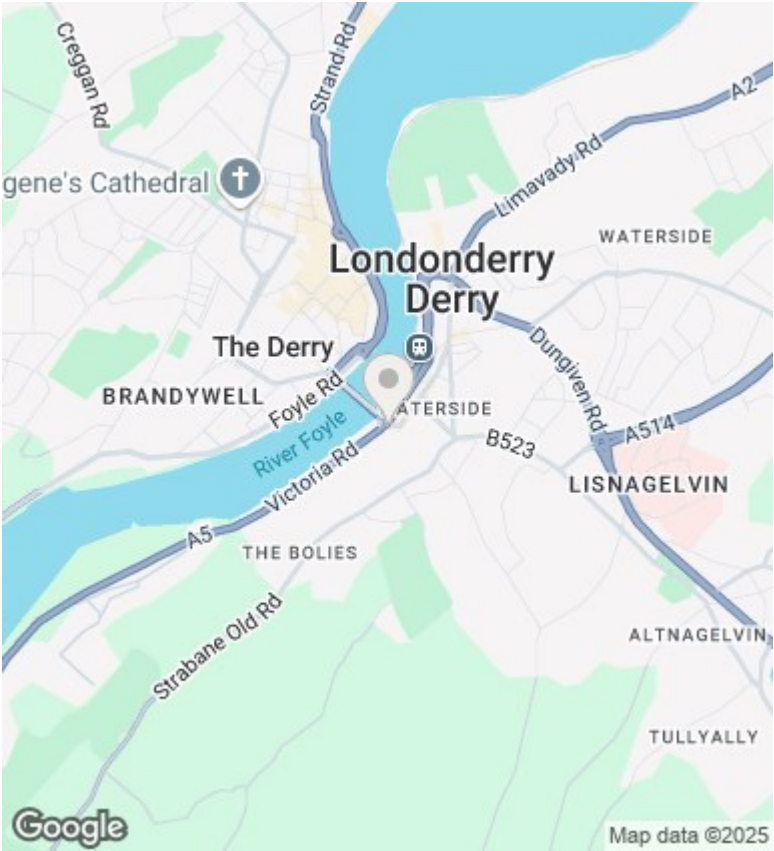 Creggan Rd
Strand Rd
A2
Limavady Rd
gene's Cathedral
WATERSIDE
Londonderry
Derry
The Derry
Dungiven Rd
BRANDYWELL
Foyle Rd
ATERSIDE
River Foyle
B523
A514
Victoria Rd
LISNAGELVIN
A5
THE BOLIES
Strabane Old Rd
ALTNAGELVIN
TULLYALLY
Google
Map data ©2025